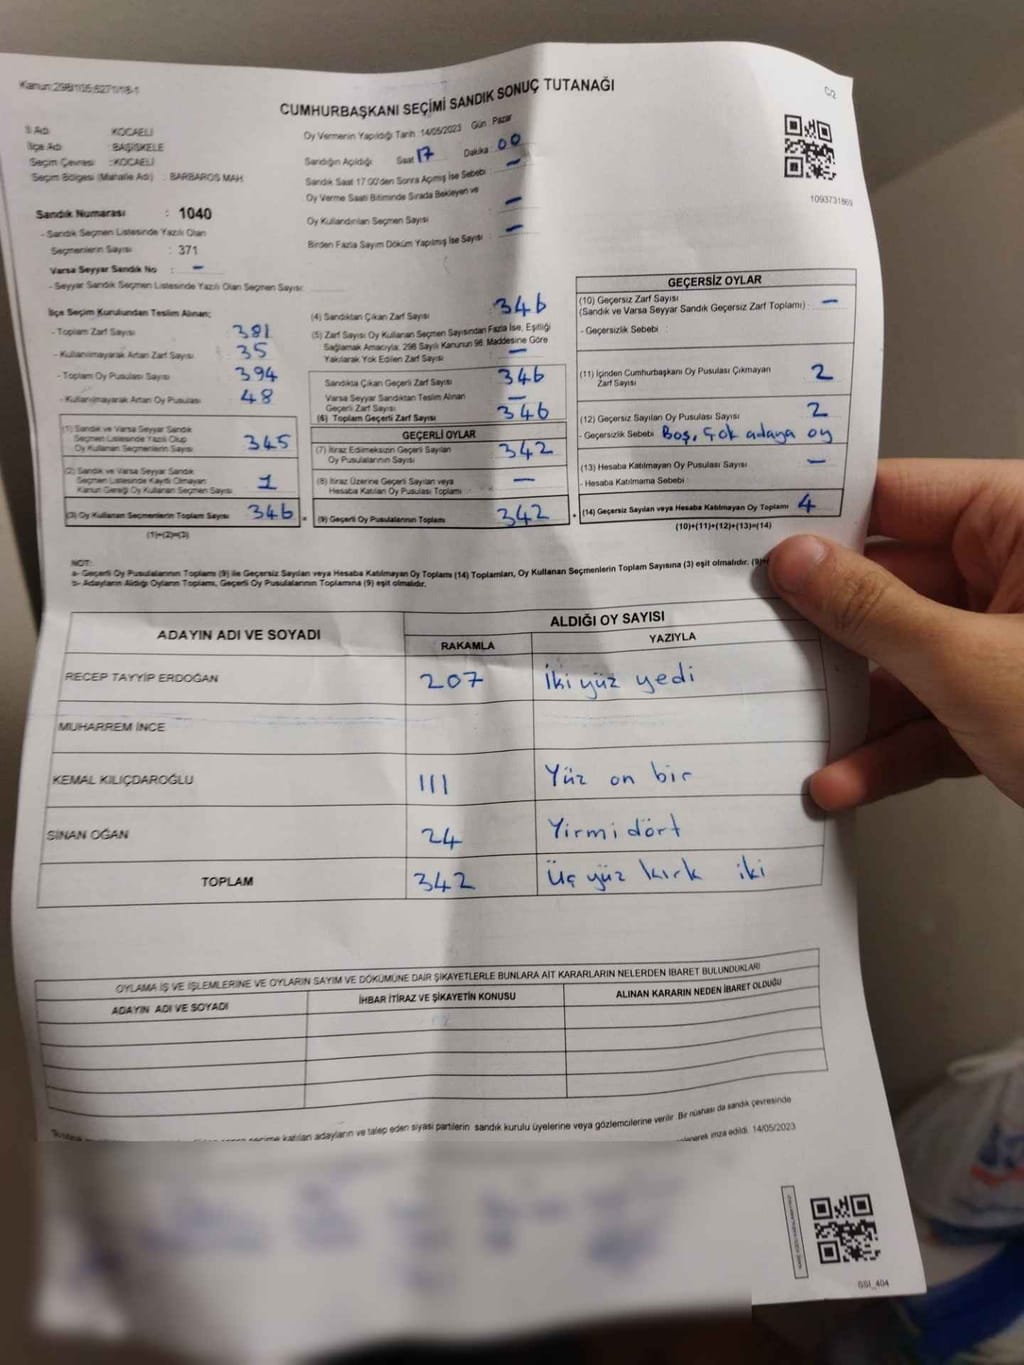 Kanun:298/105;6271/18-1
CUMHURBAŞKANI SEÇİMİ SANDIK SONUÇ TUTANAĞI
C/2
İl Adı KOCAELİ
İlçe Adı : BAŞİSKELE
Seçim Çevresi : KOCAELİ
Seçim Bölgesi (Mahalle Adı) : BARBAROS MAH.
Sandık Numarası : 1040
- Sandık Seçmen Listesinde Yazılı Olan
Seçmenlerin Sayısı : 371
Varsa Seyyar Sandık No : -
- Seyyar Sandık Seçmen Listesinde Yazılı Olan Seçmen Sayısı:
Oy Vermenin Yapıldığı Tarih : 14/05/2023 Gün Pazar
Sandığın Açıldığı Saat 17 Dakika : 00
Sandık Saat 17:00'den Sonra Açılmış İse Sebebi : -
Oy Verme Saati Bitiminde Sırada Bekleyen ve
Oy Kullandırılan Seçmen Sayısı -
Birden Fazla Sayım Döküm Yapılmış İse Sayısı -
1093731869
İlçe Seçim Kurulundan Teslim Alınan;
- Toplam Zarf Sayısı 381
- Kullanılmayarak Artan Zarf Sayısı 35
- Toplam Oy Pusulası Sayısı 394
- Kullanılmayarak Artan Oy Pusulası 48
(1) Sandık ve Varsa Seyyar Sandık
Seçmen Listesinde Yazılı Olup
Oy Kullanan Seçmenlerin Sayısı 345
(2) Sandık ve Varsa Seyyar Sandık
Seçmen Listesinde Kayıtlı Olmayan
Kanun Gereği Oy Kullanan Seçmen Sayısı 1
(3) Oy Kullanan Seçmenlerin Toplam Sayısı 346
(1)+(2)=(3)
(4) Sandıktan Çıkan Zarf Sayısı 346
(5) Zarf Sayısı Oy Kullanan Seçmen Sayısından Fazla İse, Eşitliği
Sağlamak Amacıyla, 298 Sayılı Kanunun 98. Maddesine Göre
Yakılarak Yok Edilen Zarf Sayısı -
Sandıkta Çıkan Geçerli Zarf Sayısı 346
Varsa Seyyar Sandıktan Teslim Alınan
Geçerli Zarf Sayısı -
(6) Toplam Geçerli Zarf Sayısı 346
GEÇERLİ OYLAR
(7) İtiraz Edilmeksizin Geçerli Sayılan
Oy Pusulalarının Sayısı 342
(8) İtiraz Üzerine Geçerli Sayılan veya
Hesaba Katılan Oy Pusulası Toplamı -
(9) Geçerli Oy Pusulalarının Toplamı 342
GEÇERSİZ OYLAR
(10) Geçersiz Zarf Sayısı
(Sandık ve Varsa Seyyar Sandık Geçersiz Zarf Toplamı) : -
- Geçersizlik Sebebi :
(11) İçinden Cumhurbaşkanı Oy Pusulası Çıkmayan
Zarf Sayısı 2
(12) Geçersiz Sayılan Oy Pusulası Sayısı 2
- Geçersizlik Sebebi Boş, Çok adaya oy
(13) Hesaba Katılmayan Oy Pusulası Sayısı -
- Hesaba Katılmama Sebebi :
(14) Geçersiz Sayılan veya Hesaba Katılmayan Oy Toplamı 4
(10)+(11)+(12)+(13)=(14)
NOT:
a- Geçerli Oy Pusulalarının Toplamı (9) ile Geçersiz Sayılan veya Hesaba Katılmayan Oy Toplamı (14) Toplamları, Oy Kullanan Seçmenlerin Toplam Sayısına (3) eşit olmalıdır. (9)+
b- Adayların Aldığı Oyların Toplamı, Geçerli Oy Pusulalarının Toplamına (9) eşit olmalıdır.
ADAYIN ADI VE SOYADI ALDIĞI OY SAYISI
RAKAMLA YAZIYLA
RECEP TAYYİP ERDOĞAN 207 İki yüz yedi
MUHARREM İNCE
KEMAL KILIÇDAROĞLU 111 Yüz on bir
SİNAN OĞAN 24 Yirmi dört
TOPLAM 342 Üç yüz kırk iki
OYLAMA İŞ VE İŞLEMLERİNE VE OYLARIN SAYIM VE DÖKÜMÜNE DAİR ŞİKAYETLERLE BUNLARA AİT KARARLARIN NELERDEN İBARET BULUNDUKLARI
ADAYIN ADI VE SOYADI İHBAR İTİRAZ VE ŞİKAYETİN KONUSU ALINAN KARARIN NEDEN İBARET OLDUĞU
seçime katılan adayların ve talep eden siyasi partilerin sandık kurulu üyelerine veya gözlemcilerine verilir. Bir nüshası da sandık çevresinde
imza edildi. 14/05/2023
SSI_404